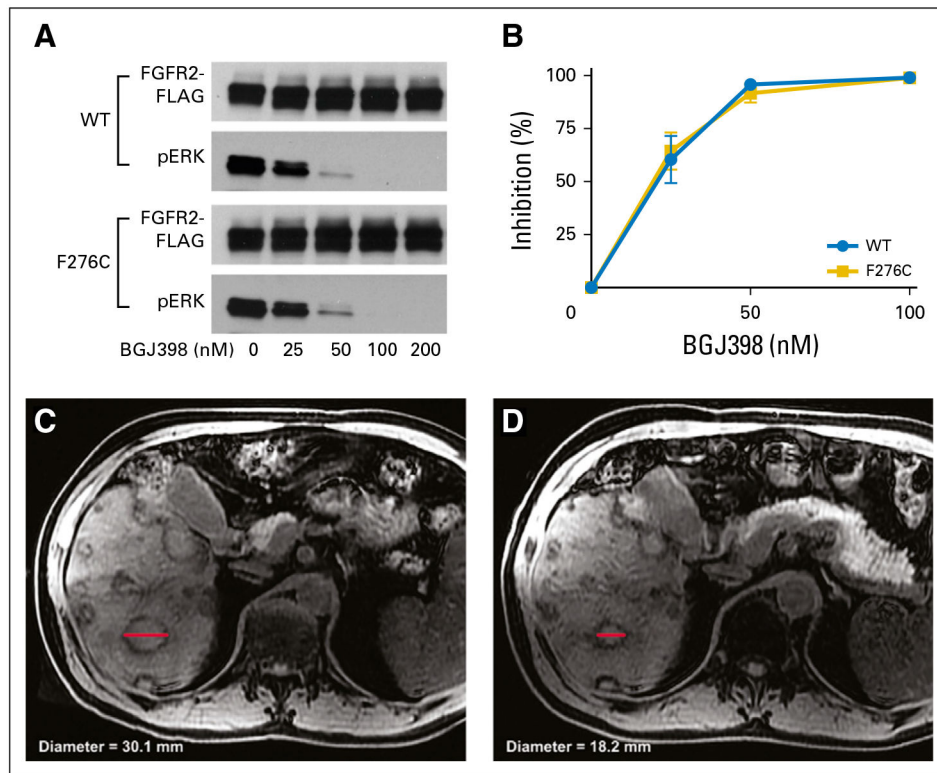 A
FGFR2-
FLAG
WT
pERK
FGFR2-
FLAG
F276C
pERK
BGJ398 (nM) 0 25 50 100 200
B
100
75
50
25
0 50 100
Inhibition (%)
BGJ398 (nM)
WT
F276C
C
Diameter = 30.1 mm
D
Diameter = 18.2 mm